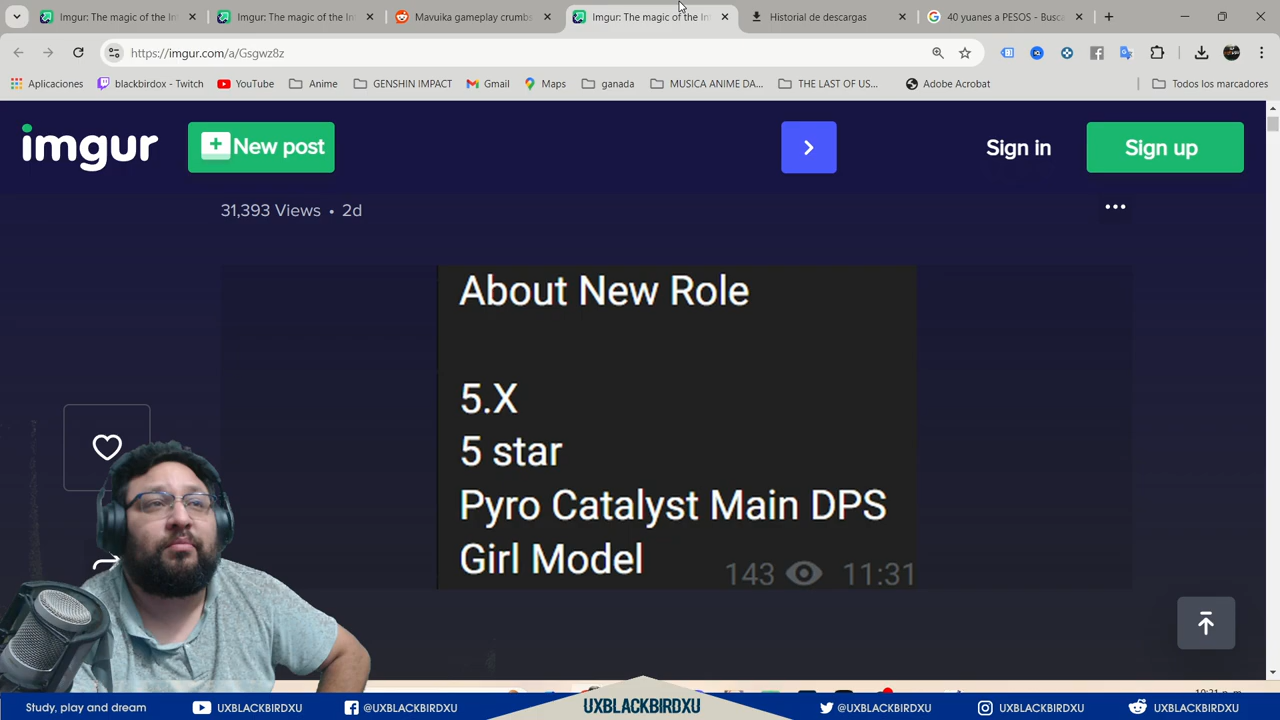 Imgur: The magic of the In
Imgur: The magic of the In
Mavuika gameplay crumbs
Imgur: The magic of the In
Historial de descargas
40 yuanes a PESOS - Busc
https://imgur.com/a/Gsgwz8z
Aplicaciones
blackbirdox - Twitch
YouTube
Anime
GENSHIN IMPACT
Gmail
Maps
ganada
MUSICA ANIME DA...
THE LAST OF US...
Adobe Acrobat
Todos los marcadores
imgur
New post
Sign in
Sign up
31,393 Views • 2d
About New Role
5.X
5 star
Pyro Catalyst Main DPS
Girl Model
143 11:31
Study, play and dream
UXBLACKBIRDXU
@UXBLACKBIRDXU
UXBLACKBIRDXU
@UXBLACKBIRDXU
UXBLACKBIRDXU
UXBLACKBIRDXU